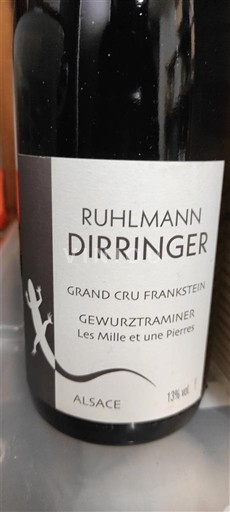 RUHLMANN
DIRRINGER
GRAND CRU FRANKSTEIN
GEWURZTRAMINER
Les Mille et une Pierres
ALSACE
13% vol.